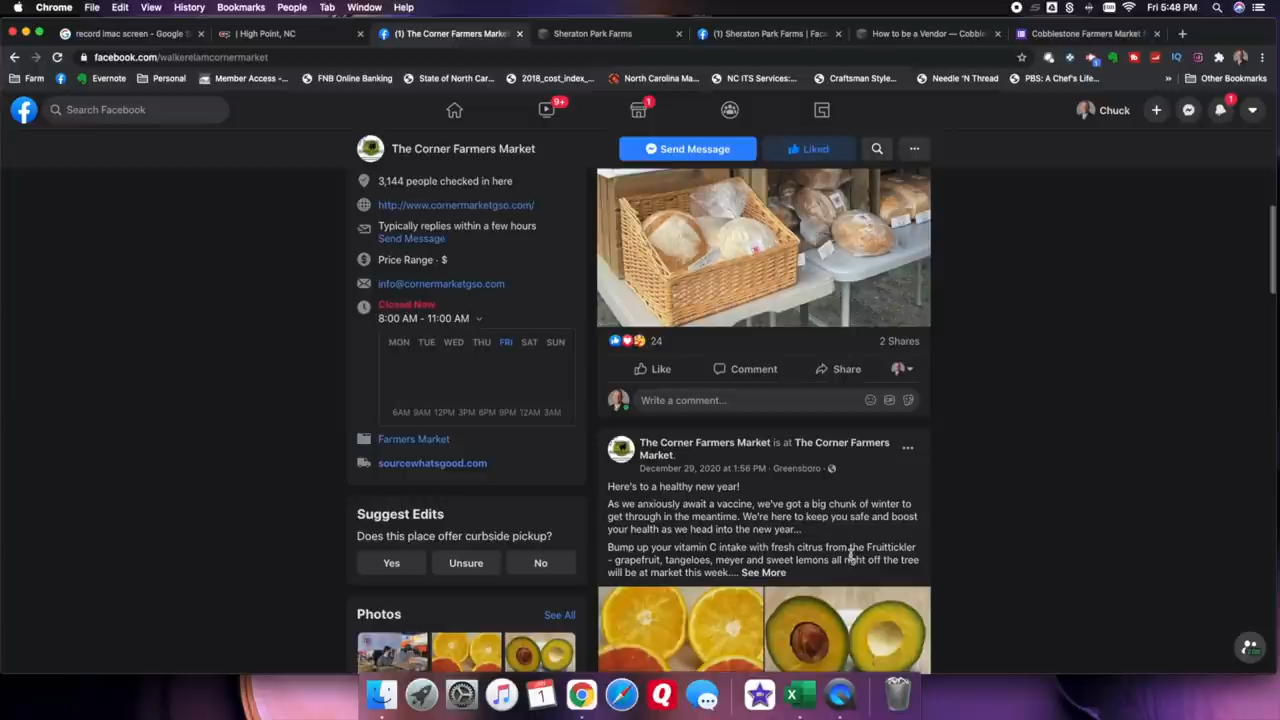 Chrome File Edit View History Bookmarks People Tab Window Help Fri 5:48 PM
record imac screen - Google S | High Point, NC (1) The Corner Farmers Marke Sheraton Park Farms (1) Sheraton Park Farms | Fac How to be a Vendor — Cobbl Cobblestone Farmers Market
facebook.com/walkerelamcornermarket
Farm Evernote Personal Member Access -... FNB Online Banking State of North Car... 2018_cost_index_... North Carolina Ma... NC ITS Services:... Craftsman Style... Needle 'N Thread PBS: A Chef's Life... » Other Bookmarks
Search Facebook 9+ 1 Chuck 1
The Corner Farmers Market Send Message Liked
3,144 people checked in here
http://www.cornermarketgso.com/
Typically replies within a few hours
Send Message
Price Range · $
info@cornermarketgso.com
Closed Now
8:00 AM - 11:00 AM
MON TUE WED THU FRI SAT SUN
6AM 9AM 12PM 3PM 6PM 9PM 12AM 3AM
Farmers Market
sourcewhatsgood.com
Suggest Edits
Does this place offer curbside pickup?
Yes Unsure No
Photos See All
24 2 Shares
Like Comment Share
Write a comment...
The Corner Farmers Market is at The Corner Farmers
Market.
December 29, 2020 at 1:56 PM · Greensboro ·
Here's to a healthy new year!
As we anxiously await a vaccine, we've got a big chunk of winter to
get through in the meantime. We're here to keep you safe and boost
your health as we head into the new year...
Bump up your vitamin C intake with fresh citrus from the Fruittickler
- grapefruit, tangeloes, meyer and sweet lemons all right off the tree
will be at market this week.... See More
JAN
1